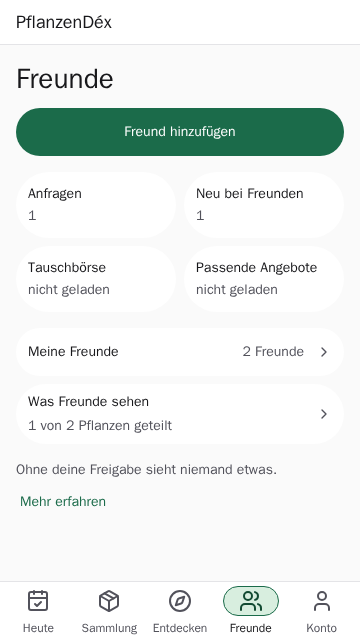 PflanzenDéx
Freunde
Freund hinzufügen
Anfragen
1
Neu bei Freunden
1
Tauschbörse
nicht geladen
Passende Angebote
nicht geladen
Meine Freunde
2 Freunde
Was Freunde sehen
1 von 2 Pflanzen geteilt
Ohne deine Freigabe sieht niemand etwas.
Mehr erfahren
Heute
Sammlung
Entdecken
Freunde
Konto